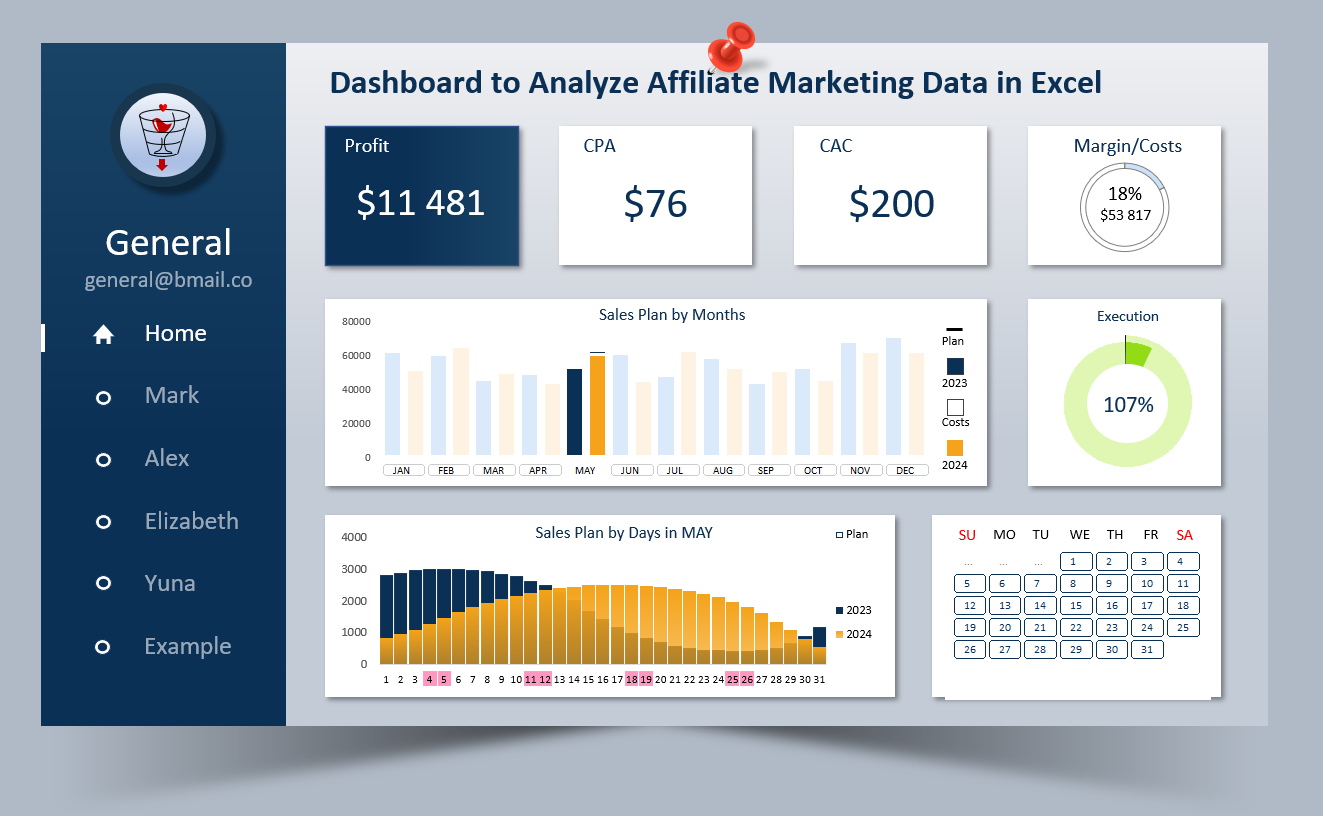 Dashboard to Analyze Affiliate Marketing Data in Excel
General
general@bmail.co
Home
Mark
Alex
Elizabeth
Yuna
Example
Profit
$11 481
CPA
$76
CAC
$200
Margin/Costs
18%
$53 817
Sales Plan by Months
80000
60000
40000
20000
0
JAN FEB MAR APR MAY JUN JUL AUG SEP OCT NOV DEC
Plan
2023
Costs
2024
Execution
107%
Sales Plan by Days in MAY
4000
3000
2000
1000
0
1 2 3 4 5 6 7 8 9 10 11 12 13 14 15 16 17 18 19 20 21 22 23 24 25 26 27 28 29 30 31
Plan
2023
2024
SU MO TU WE TH FR SA
... ... ... 1 2 3 4
5 6 7 8 9 10 11
12 13 14 15 16 17 18
19 20 21 22 23 24 25
26 27 28 29 30 31